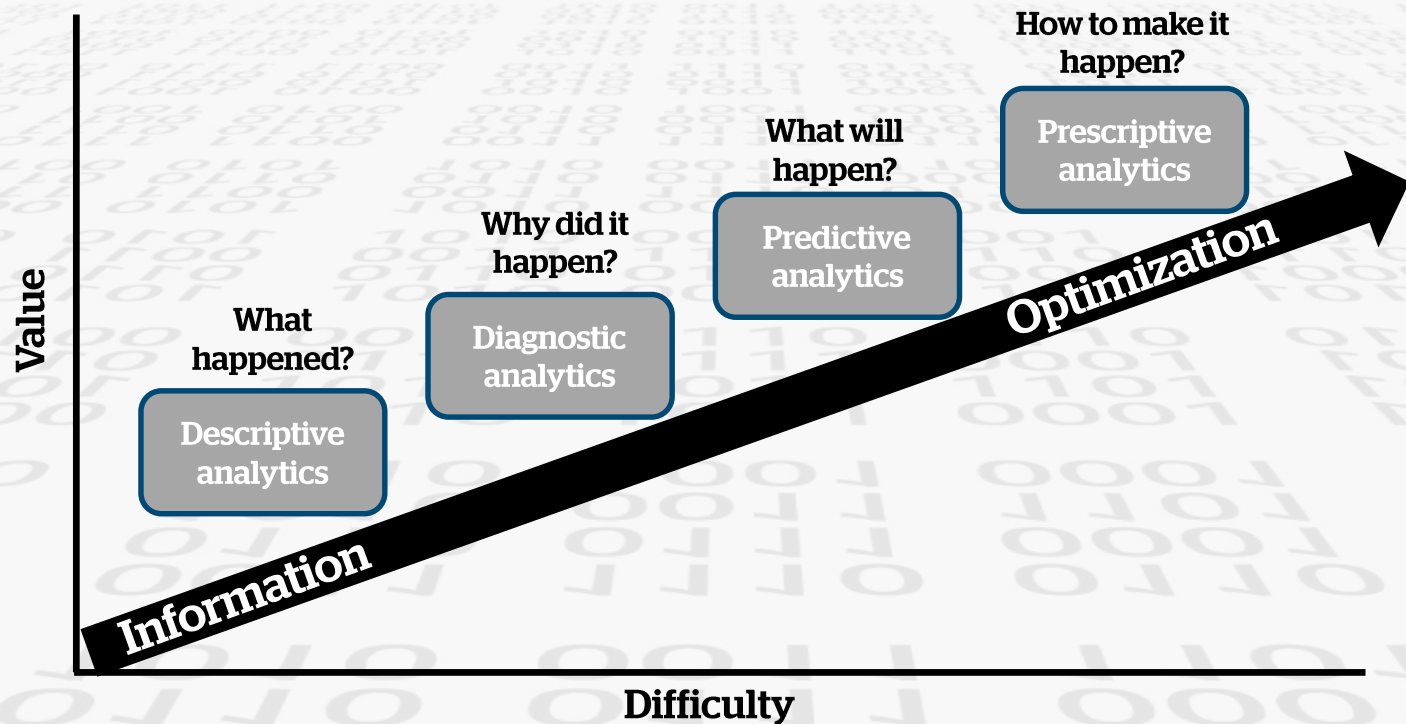 How to make it
happen?
Prescriptive
analytics
What will
happen?
Predictive
analytics
Why did it
happen?
Diagnostic
analytics
What
happened?
Descriptive
analytics
Value
Information
Optimization
Difficulty